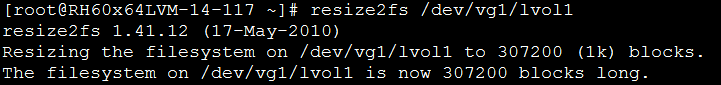 [root@RH60x64LVM-14-117 ~]# resize2fs /dev/vg1/lvol1
resize2fs 1.41.12 (17-May-2010)
Resizing the filesystem on /dev/vg1/lvol1 to 307200 (1k) blocks.
The filesystem on /dev/vg1/lvol1 is now 307200 blocks long.